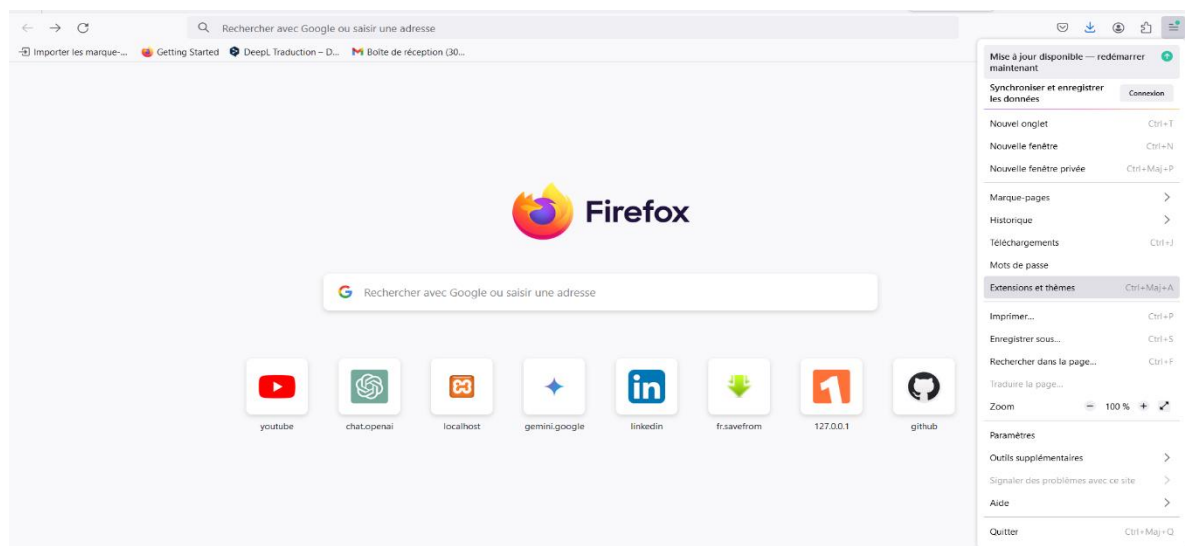 Rechercher avec Google ou saisir une adresse
Importer les marque-... Getting Started DeepL Traduction – D... Boîte de réception (30...
Mise à jour disponible — redémarrer
maintenant
Synchroniser et enregistrer
les données
Connexion
Nouvel onglet Ctrl+T
Nouvelle fenêtre Ctrl+N
Nouvelle fenêtre privée Ctrl+Maj+P
Marque-pages
Historique
Téléchargements Ctrl+J
Mots de passe
Extensions et thèmes Ctrl+Maj+A
Imprimer... Ctrl+P
Enregistrer sous... Ctrl+S
Rechercher dans la page... Ctrl+F
Traduire la page...
Zoom − 100 % +
Paramètres
Outils supplémentaires
Signaler des problèmes avec ce site
Aide
Quitter Ctrl+Maj+Q
Firefox
Rechercher avec Google ou saisir une adresse
youtube chat.openai localhost gemini.google linkedin fr.savefrom 127.0.0.1 github